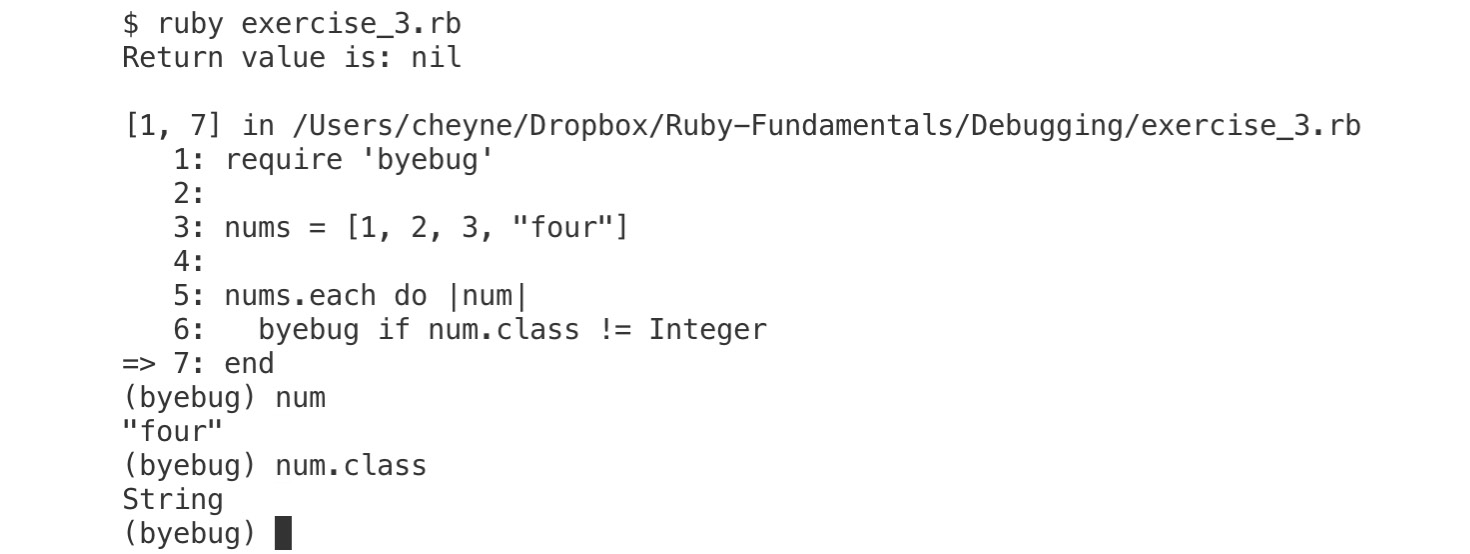 $ ruby exercise_3.rb
Return value is: nil

[1, 7] in /Users/cheyne/Dropbox/Ruby-Fundamentals/Debugging/exercise_3.rb
   1: require 'byebug'
   2:
   3: nums = [1, 2, 3, "four"]
   4:
   5: nums.each do |num|
   6:   byebug if num.class != Integer
=> 7: end
(byebug) num
"four"
(byebug) num.class
String
(byebug)